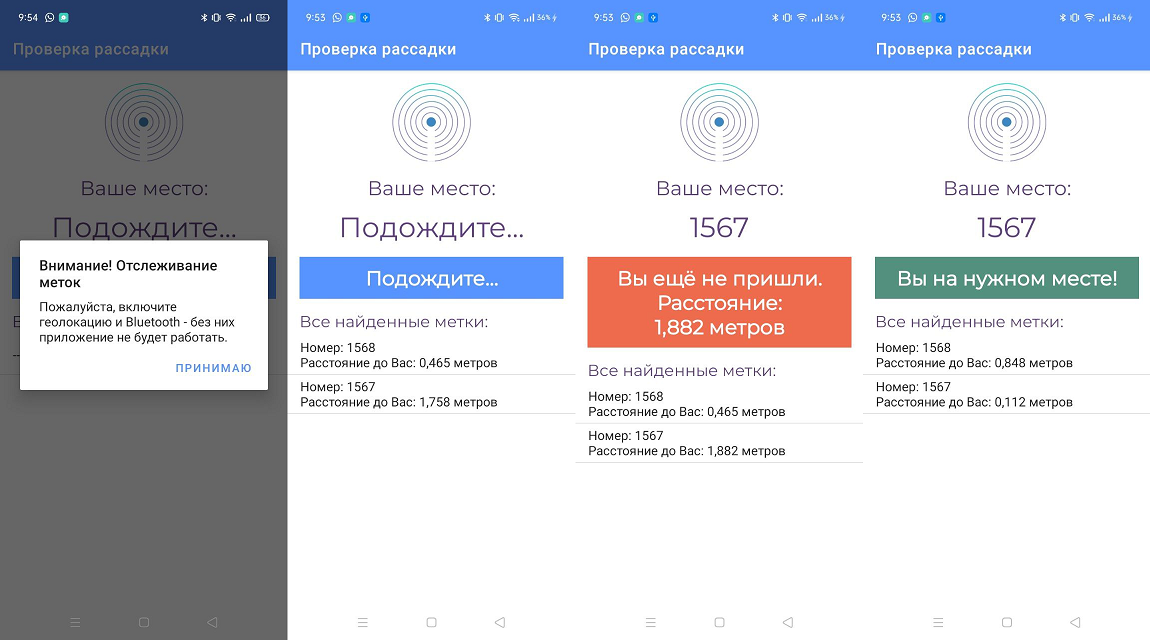 9:54
56
Проверка рассадки
Ваше место:
Подождите...
Внимание! Отслеживание
меток
Пожалуйста, включите
геолокацию и Bluetooth - без них
приложение не будет работать.
ПРИНИМАЮ
9:53
36%
Проверка рассадки
Ваше место:
Подождите...
Подождите...
Все найденные метки:
Номер: 1568
Расстояние до Вас: 0,465 метров
Номер: 1567
Расстояние до Вас: 1,758 метров
9:53
36%
Проверка рассадки
Ваше место:
1567
Вы ещё не пришли.
Расстояние:
1,882 метров
Все найденные метки:
Номер: 1568
Расстояние до Вас: 0,465 метров
Номер: 1567
Расстояние до Вас: 1,882 метров
9:53
36%
Проверка рассадки
Ваше место:
1567
Вы на нужном месте!
Все найденные метки:
Номер: 1568
Расстояние до Вас: 0,848 метров
Номер: 1567
Расстояние до Вас: 0,112 метров